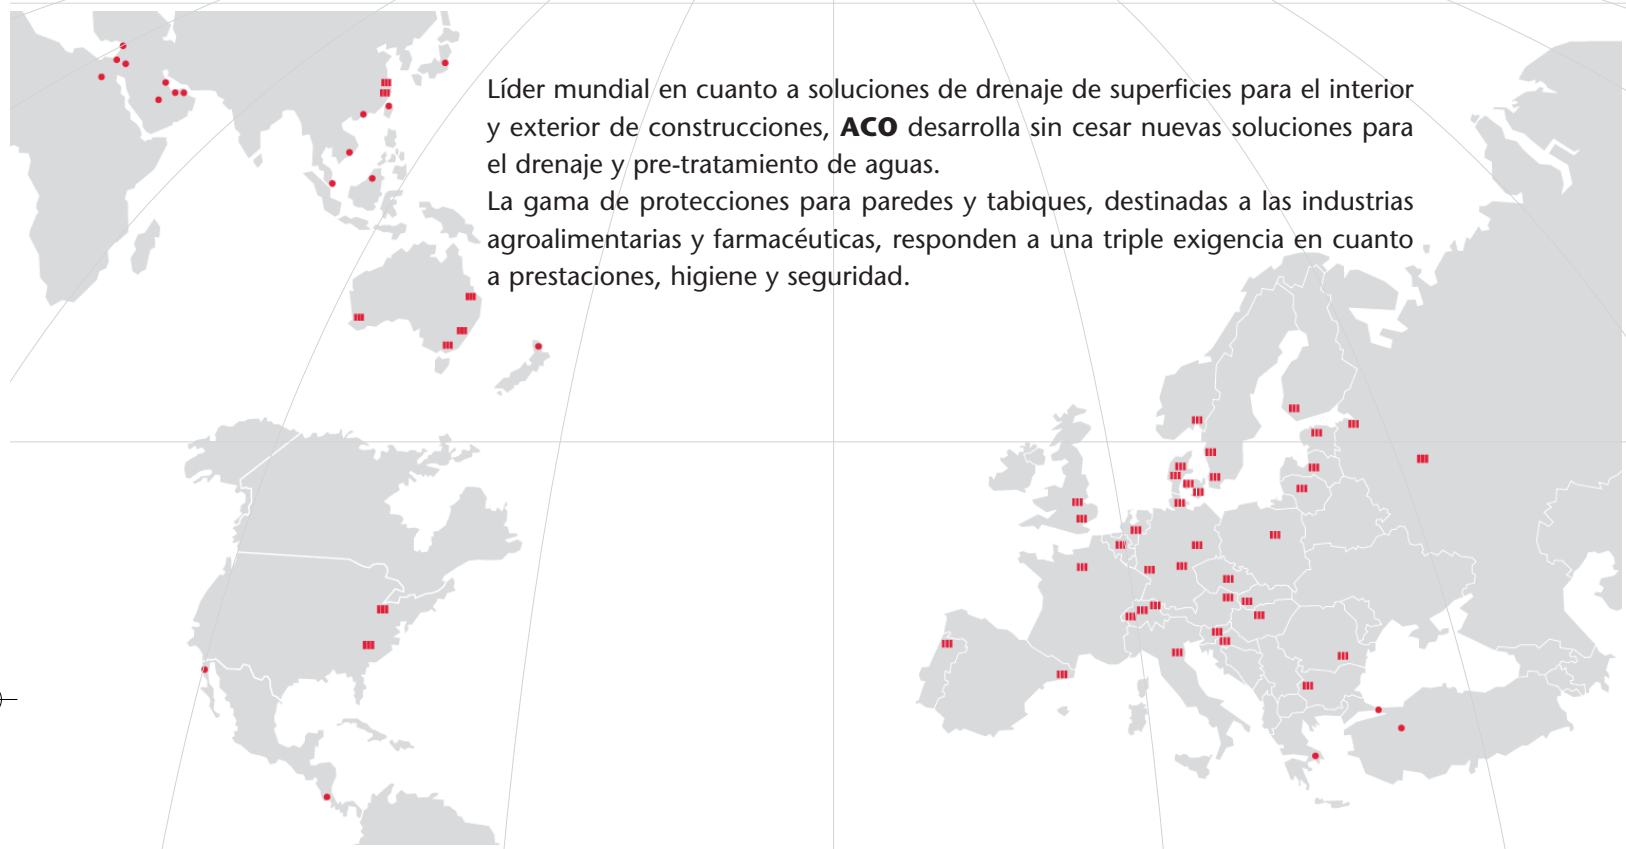 Líder mundial en cuanto a soluciones de drenaje de superficies para el interior
y exterior de construcciones, ACO desarrolla sin cesar nuevas soluciones para
el drenaje y pre-tratamiento de aguas.
La gama de protecciones para paredes y tabiques, destinadas a las industrias
agroalimentarias y farmacéuticas, responden a una triple exigencia en cuanto
a prestaciones, higiene y seguridad.